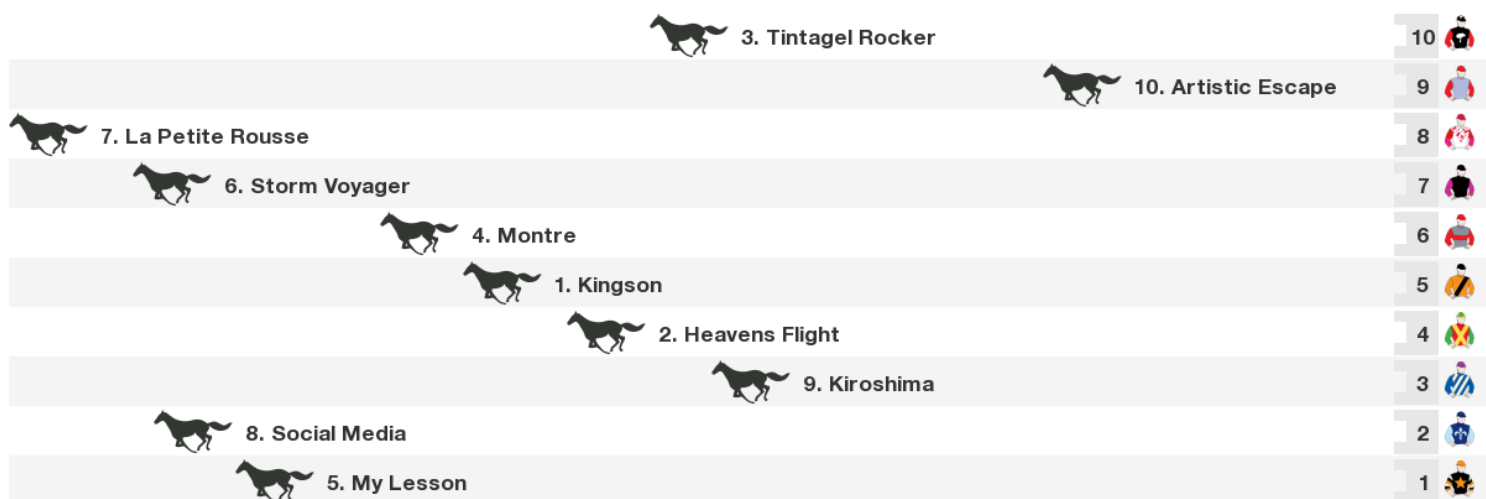 3. Tintagel Rocker 10
10. Artistic Escape 9
7. La Petite Rousse 8
6. Storm Voyager 7
4. Montre 6
1. Kingson 5
2. Heavens Flight 4
9. Kiroshima 3
8. Social Media 2
5. My Lesson 1